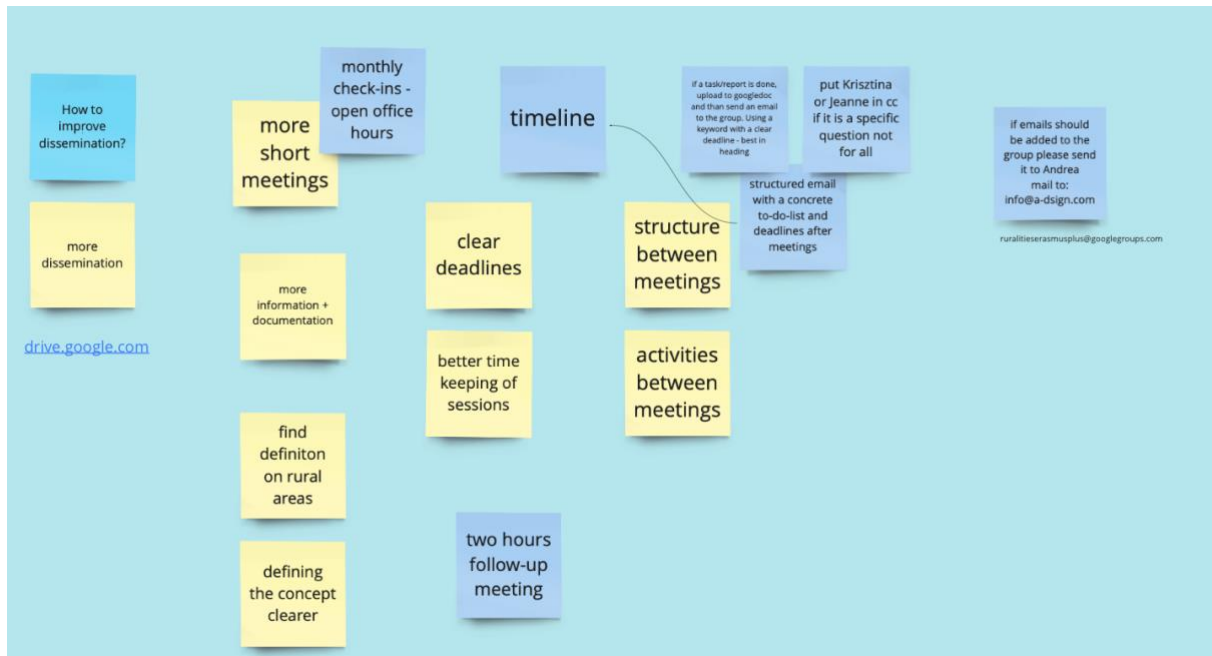 How to
improve
dissemination?
more
dissemination
drive.google.com
more
short
meetings
monthly
check-ins -
open office
hours
more
information +
documentation
find
definiton
on rural
areas
defining
the concept
clearer
clear
deadlines
better time
keeping of
sessions
two hours
follow-up
meeting
timeline
structure
between
meetings
activities
between
meetings
if a task/report is done,
upload to googledoc
and than send an email
to the group. Using a
keyword with a clear
deadline - best in
heading
put Krisztina
or Jeanne in cc
if it is a specific
question not
for all
structured email
with a concrete
to-do-list and
deadlines after
meetings
if emails should
be added to the
group please send
it to Andrea
mail to:
info@a-dsign.com
ruralitieserasmusplus@googlegroups.com